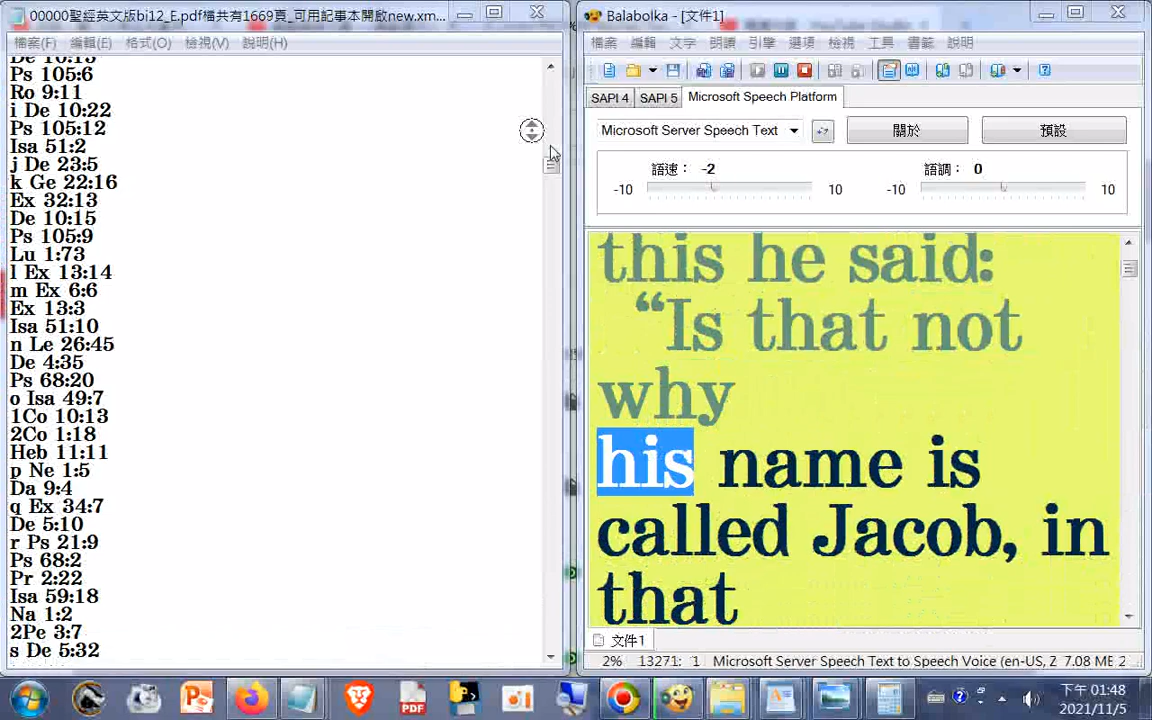 00000聖經英文版bi12_E.pdf檔共有1669頁_可用記事本開啟new.xm...
檔案(F) 編輯(E) 格式(O) 檢視(V) 說明(H)
De 10:15
Ps 105:6
Ro 9:11
i De 10:22
Ps 105:12
Isa 51:2
j De 23:5
k Ge 22:16
Ex 32:13
De 10:15
Ps 105:9
Lu 1:73
l Ex 13:14
m Ex 6:6
Ex 13:3
Isa 51:10
n Le 26:45
De 4:35
Ps 68:20
o Isa 49:7
1Co 10:13
2Co 1:18
Heb 11:11
p Ne 1:5
Da 9:4
q Ex 34:7
De 5:10
r Ps 21:9
Ps 68:2
Pr 2:22
Isa 59:18
Na 1:2
2Pe 3:7
s De 5:32
Balabolka - [文件1]
檔案 編輯 文字 朗讀 引擎 選項 檢視 工具 書籤 說明
SAPI 4 SAPI 5 Microsoft Speech Platform
Microsoft Server Speech Text 關於 預設
語速： -2 語調： 0
-10 10 -10 10
this he said:
“Is that not
why
his name is
called Jacob, in
that
文件1
2% 13271: 1 Microsoft Server Speech Text to Speech Voice (en-US, Z 7.08 MB 2
下午 01:48
2021/11/5